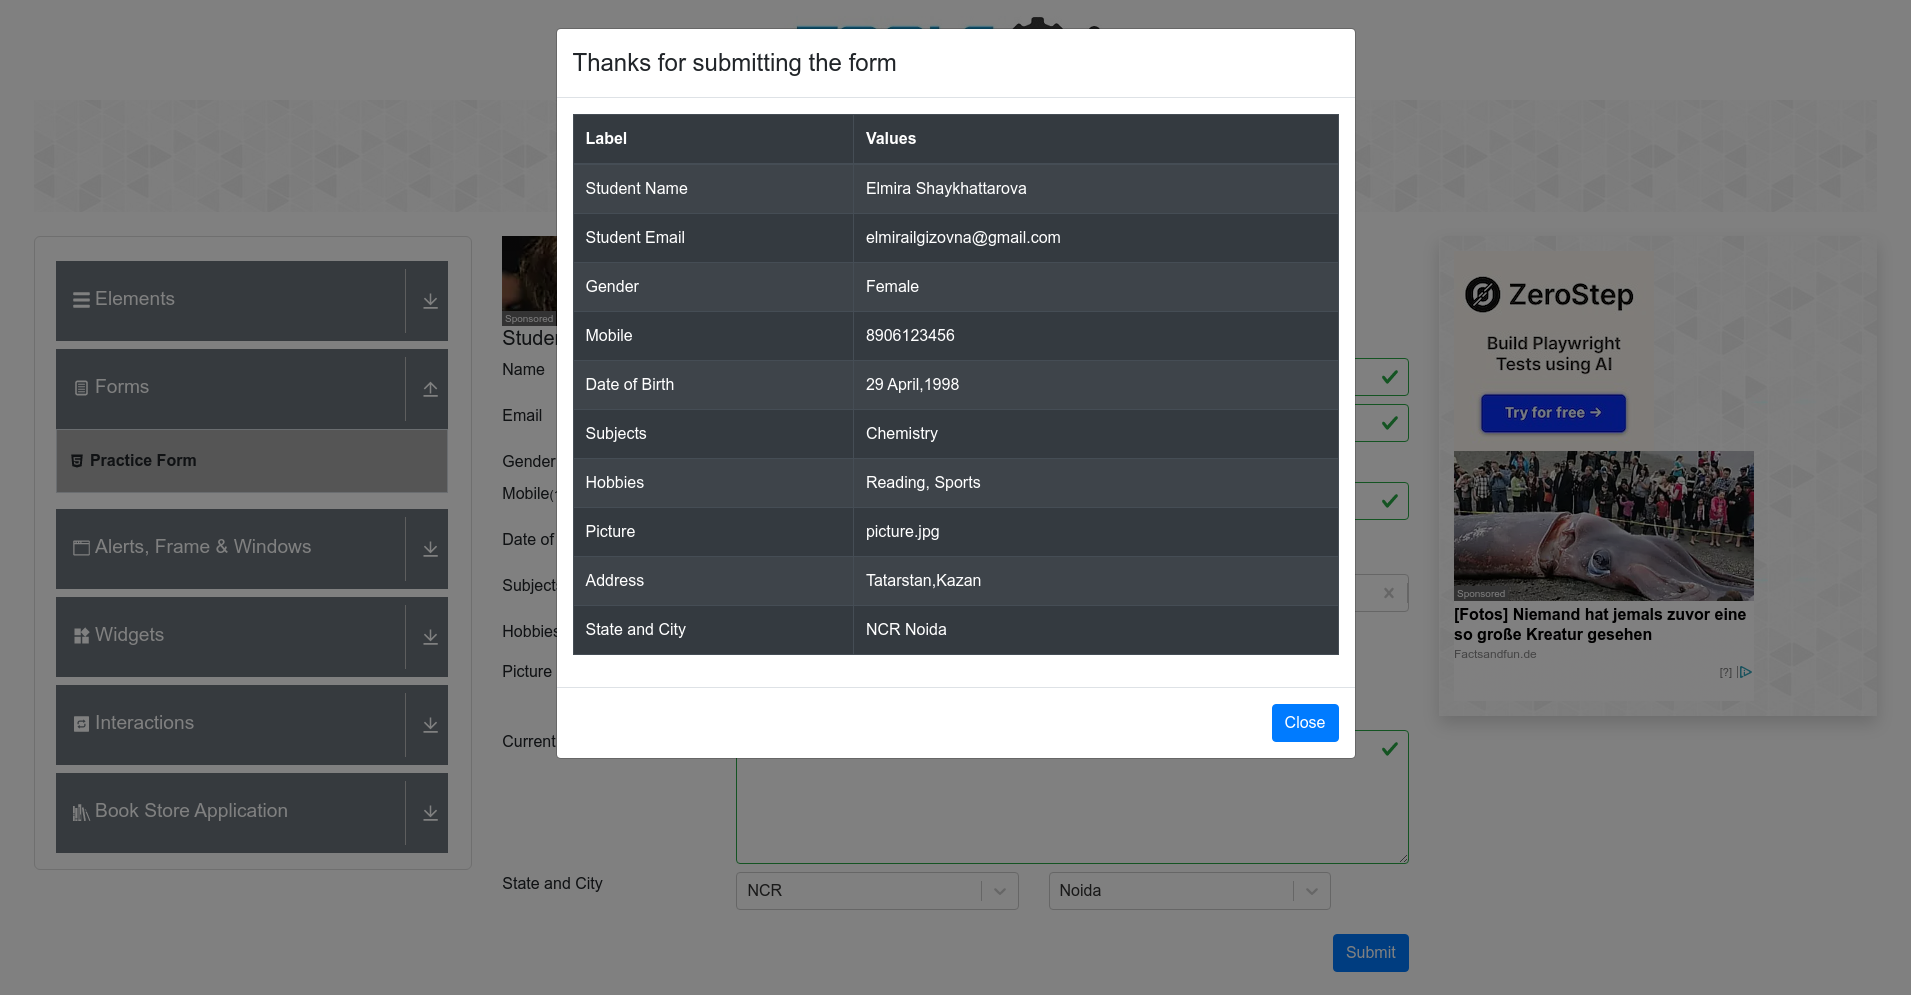 Thanks for submitting the form
Label Values
Student Name Elmira Shaykhattarova
Student Email elmirailgizovna@gmail.com
Gender Female
Mobile 8906123456
Date of Birth 29 April,1998
Subjects Chemistry
Hobbies Reading, Sports
Picture picture.jpg
Address Tatarstan,Kazan
State and City NCR Noida
Close
Elements
Forms
Practice Form
Alerts, Frame & Windows
Widgets
Interactions
Book Store Application
Sponsored
Name
Email
Gender
Mobile
Date of
Hobbies
Picture
Current
State and City NCR Noida
Submit
ZeroStep
Build Playwright
Tests using AI
Try for free →
Sponsored
[Fotos] Niemand hat jemals zuvor eine
so große Kreatur gesehen
Factsandfun.de
[?]